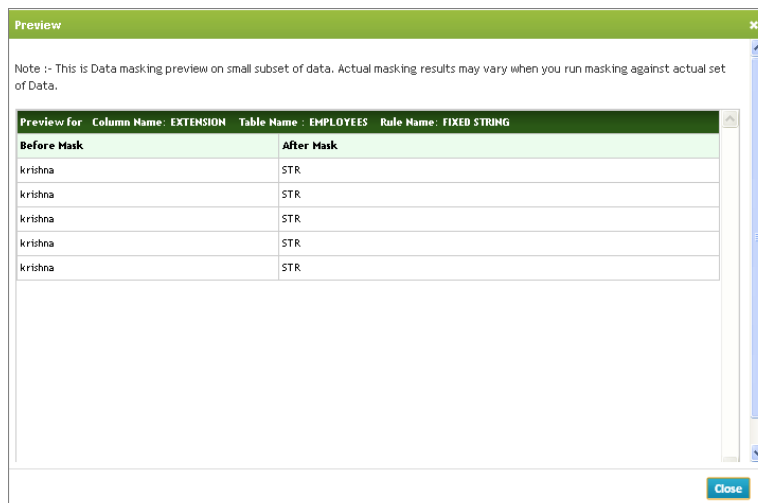 Preview
Note :- This is Data masking preview on small subset of data. Actual masking results may vary when you run masking against actual set
of Data.
Preview for Column Name: EXTENSION Table Name : EMPLOYEES Rule Name: FIXED STRING
Before Mask After Mask
krishna STR
krishna STR
krishna STR
krishna STR
krishna STR
Close